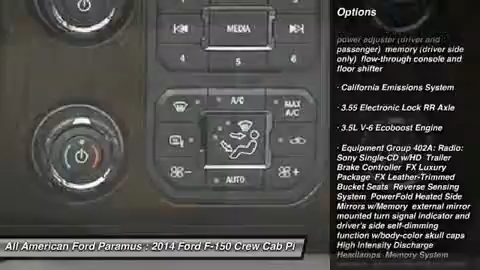 MEDIA
4
5
6
A/C
MAX
A/C
AUTO
All American Ford Paramus : 2014 Ford F-150 Crew Cab Pi
Options
power adjuster (driver and
passenger) memory (driver side
only) flow-through console and
floor shifter
· California Emissions System
· 3.55 Electronic Lock RR Axle
· 3.5L V-6 Ecoboost Engine
· Equipment Group 402A: Radio:
Sony Single-CD w/HD Trailer
Brake Controller FX Luxury
Package FX Leather-Trimmed
Bucket Seats Reverse Sensing
System PowerFold Heated Side
Mirrors w/Memory external mirror
mounted turn signal indicator and
driver's side self-dimming
function w/body-color skull caps
High Intensity Discharge
Headlamps Memory System